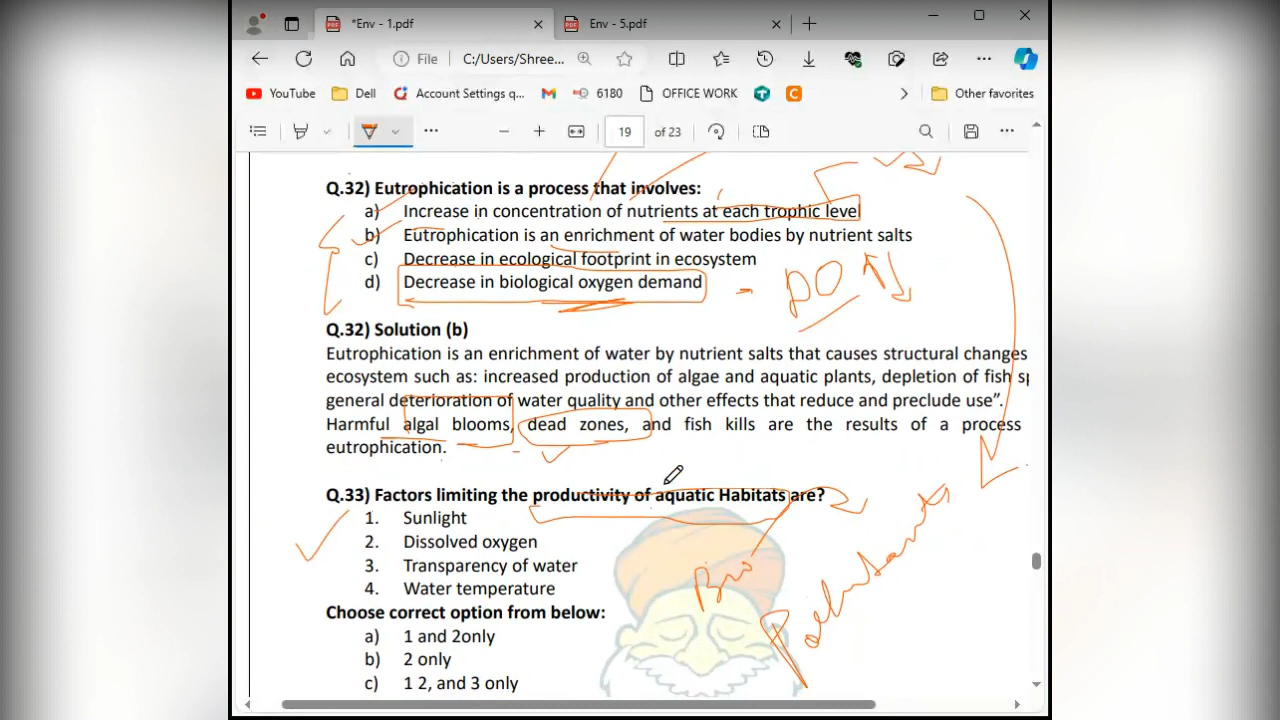 *Env - 1.pdf
Env - 5.pdf
File
C:/Users/Shree...
YouTube
Dell
Account Settings q...
6180
OFFICE WORK
Other favorites
19 of 23
Q.32) Eutrophication is a process that involves:
a) Increase in concentration of nutrients at each trophic level
b) Eutrophication is an enrichment of water bodies by nutrient salts
c) Decrease in ecological footprint in ecosystem
d) Decrease in biological oxygen demand
DO
Q.32) Solution (b)
Eutrophication is an enrichment of water by nutrient salts that causes structural changes
ecosystem such as: increased production of algae and aquatic plants, depletion of fish sp
general deterioration of water quality and other effects that reduce and preclude use”.
Harmful algal blooms, dead zones, and fish kills are the results of a process
eutrophication.
Q.33) Factors limiting the productivity of aquatic Habitats are?
1. Sunlight
2. Dissolved oxygen
3. Transparency of water
4. Water temperature
Bio
Choose correct option from below:
a) 1 and 2only
b) 2 only
c) 1 2, and 3 only